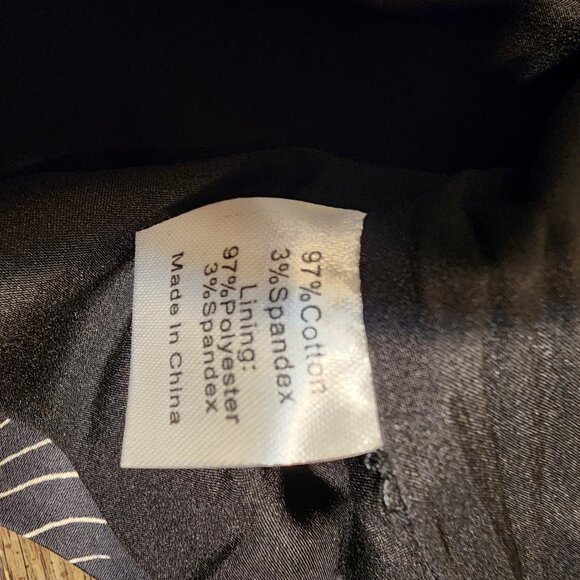 97%Cotton
3%Spandex
Lining:
97%Polyester
3%Spandex
Made In China